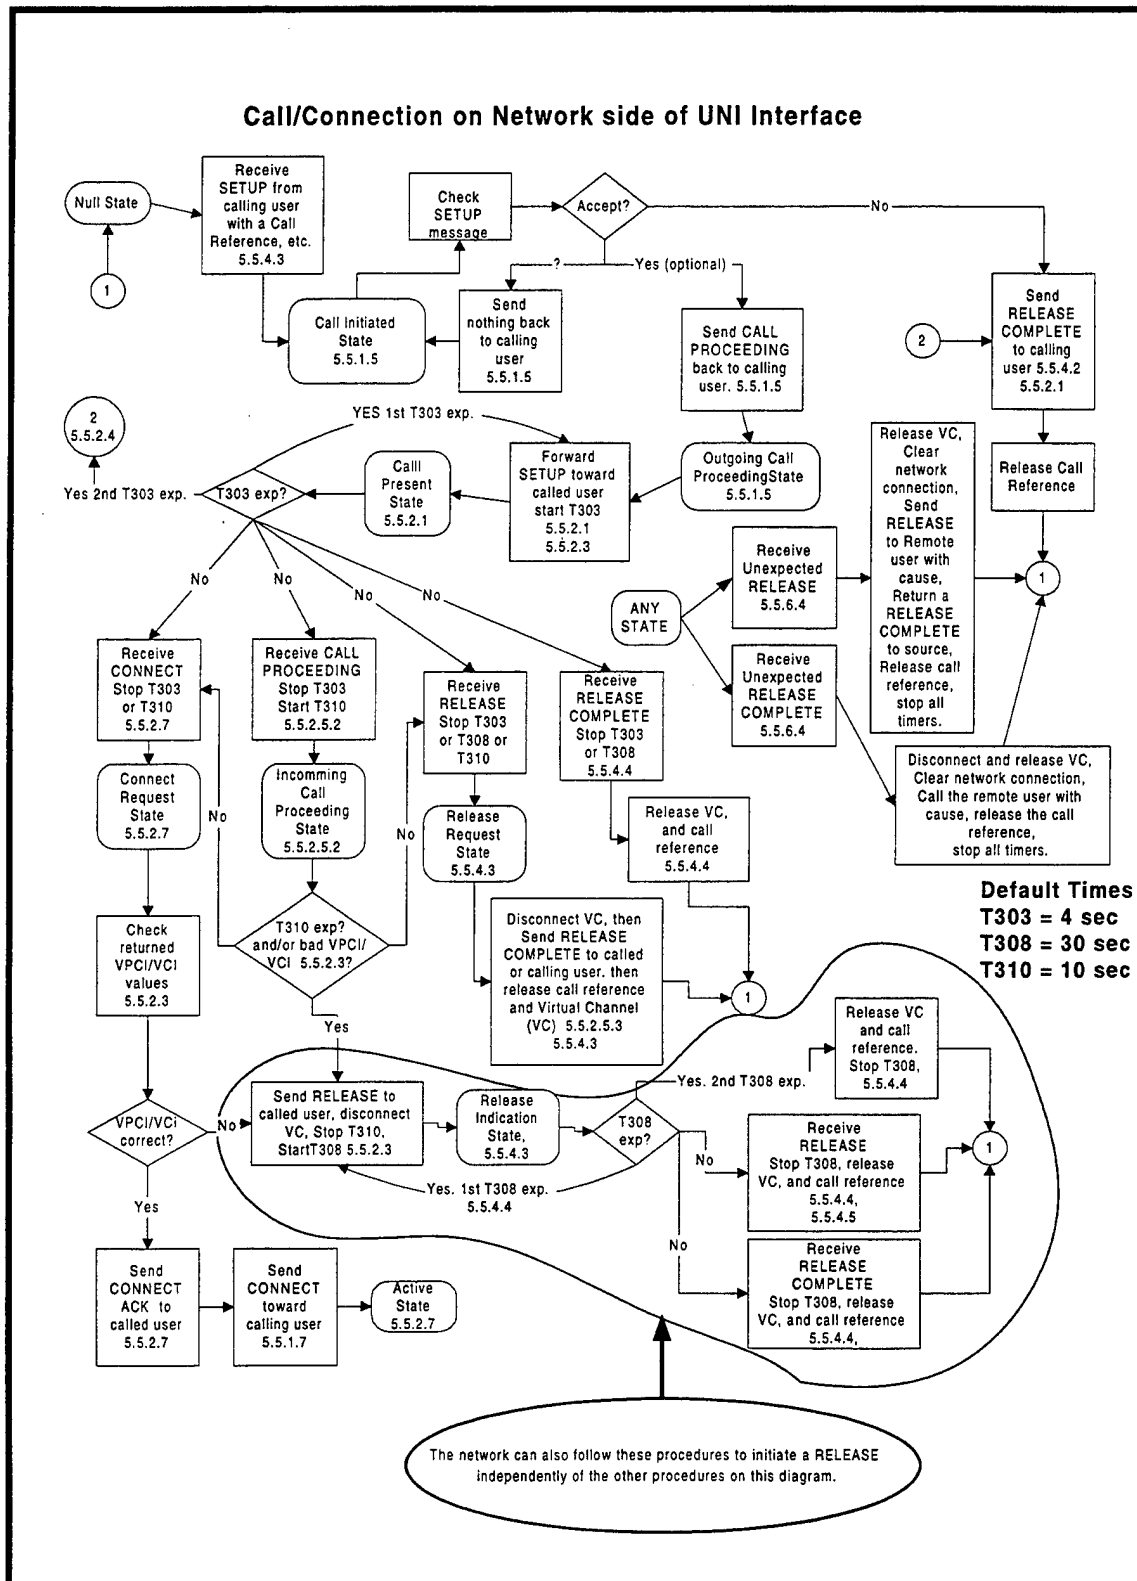 Call/Connection on Network side of UNI Interface
Null State
1
Receive
SETUP from
calling user
with a Call
Reference, etc.
5.5.4.3
Check
SETUP
message
Accept?
No
?
Yes (optional)
Call Initiated
State
5.5.1.5
Send
nothing back
to calling
user
5.5.1.5
Send CALL
PROCEEDING
back to calling
user. 5.5.1.5
2
Send
RELEASE
COMPLETE
to calling
user 5.5.4.2
5.5.2.1
2
5.5.2.4
YES 1st T303 exp.
Yes 2nd T303 exp.
T303 exp?
Calll
Present
State
5.5.2.1
Forward
SETUP toward
called user
start T303
5.5.2.1
5.5.2.3
Outgoing Call
ProceedingState
5.5.1.5
Release VC,
Clear
network
connection,
Send
RELEASE
to Remote
user with
cause,
Return a
RELEASE
COMPLETE
to source,
Release call
reference,
stop all
timers.
Release Call
Reference
1
No
No
No
No
ANY
STATE
Receive
Unexpected
RELEASE
5.5.6.4
Receive
Unexpected
RELEASE
COMPLETE
5.5.6.4
Receive
CONNECT
Stop T303
or T310
5.5.2.7
Receive CALL
PROCEEDING
Stop T303
Start T310
5.5.2.5.2
Receive
RELEASE
Stop T303
or T308 or
T310
Receive
RELEASE
COMPLETE
Stop T303
or T308
5.5.4.4
Disconnect and release VC,
Clear network connection,
Call the remote user with
cause, release the call
reference,
stop all timers.
Connect
Request
State
5.5.2.7
No
Incomming
Call
Proceeding
State
5.5.2.5.2
No
Release
Request
State
5.5.4.3
Release VC,
and call
reference
5.5.4.4
Default Times
T303 = 4 sec
T308 = 30 sec
T310 = 10 sec
Check
returned
VPCI/VCI
values
5.5.2.3
T310 exp?
and/or bad VPCI/
VCI 5.5.2.3?
Disconnect VC, then
Send RELEASE
COMPLETE to called
or calling user. then
release call reference
and Virtual Channel
(VC) 5.5.2.5.3
5.5.4.3
1
Yes
Release VC
and call
reference.
Stop T308,
5.5.4.4
Yes. 2nd T308 exp.
VPCI/VCI
correct?
No
Send RELEASE to
called user, disconnect
VC, Stop T310,
StartT308 5.5.2.3
Release
Indication
State,
5.5.4.3
T308
exp?
No
Receive
RELEASE
Stop T308, release
VC, and call reference
5.5.4.4,
5.5.4.5
1
Yes. 1st T308 exp.
5.5.4.4
Yes
No
Receive
RELEASE
COMPLETE
Stop T308, release
VC, and call reference
5.5.4.4,
Send
CONNECT
ACK to
called user
5.5.2.7
Send
CONNECT
toward
calling user
5.5.1.7
Active
State
5.5.2.7
The network can also follow these procedures to initiate a RELEASE
independently of the other procedures on this diagram.